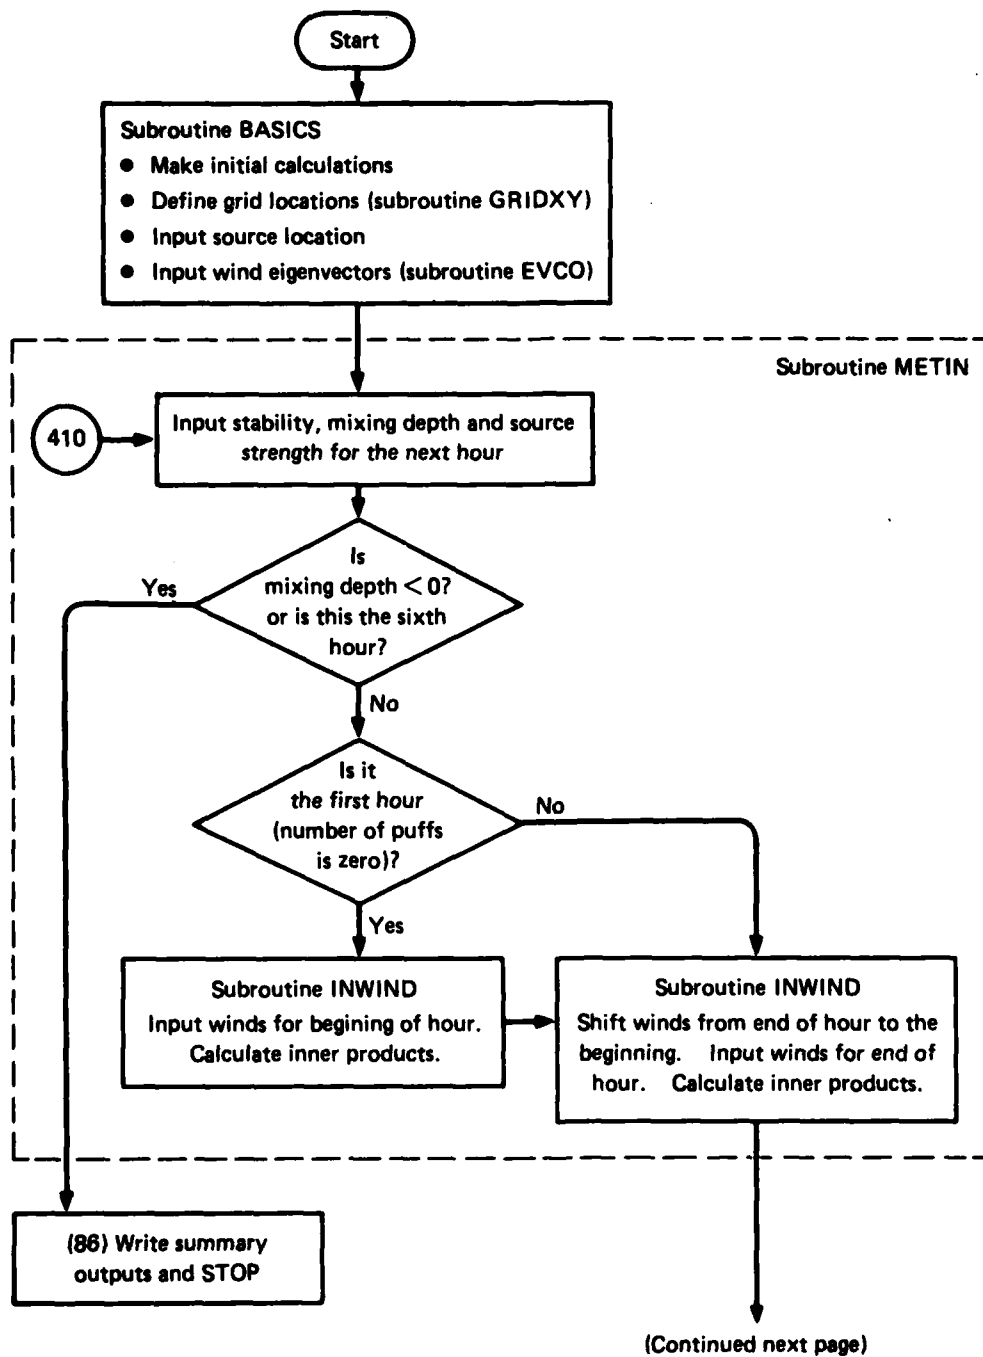 Start
Subroutine BASICS
● Make initial calculations
● Define grid locations (subroutine GRIDXY)
● Input source location
● Input wind eigenvectors (subroutine EVCO)
Subroutine METIN
410
Input stability, mixing depth and source
strength for the next hour
Is
mixing depth < 0?
or is this the sixth
hour?
Yes
No
Is it
the first hour
(number of puffs
is zero)?
No
Yes
Subroutine INWIND
Input winds for begining of hour.
Calculate inner products.
Subroutine INWIND
Shift winds from end of hour to the
beginning. Input winds for end of
hour. Calculate inner products.
(86) Write summary
outputs and STOP
(Continued next page)